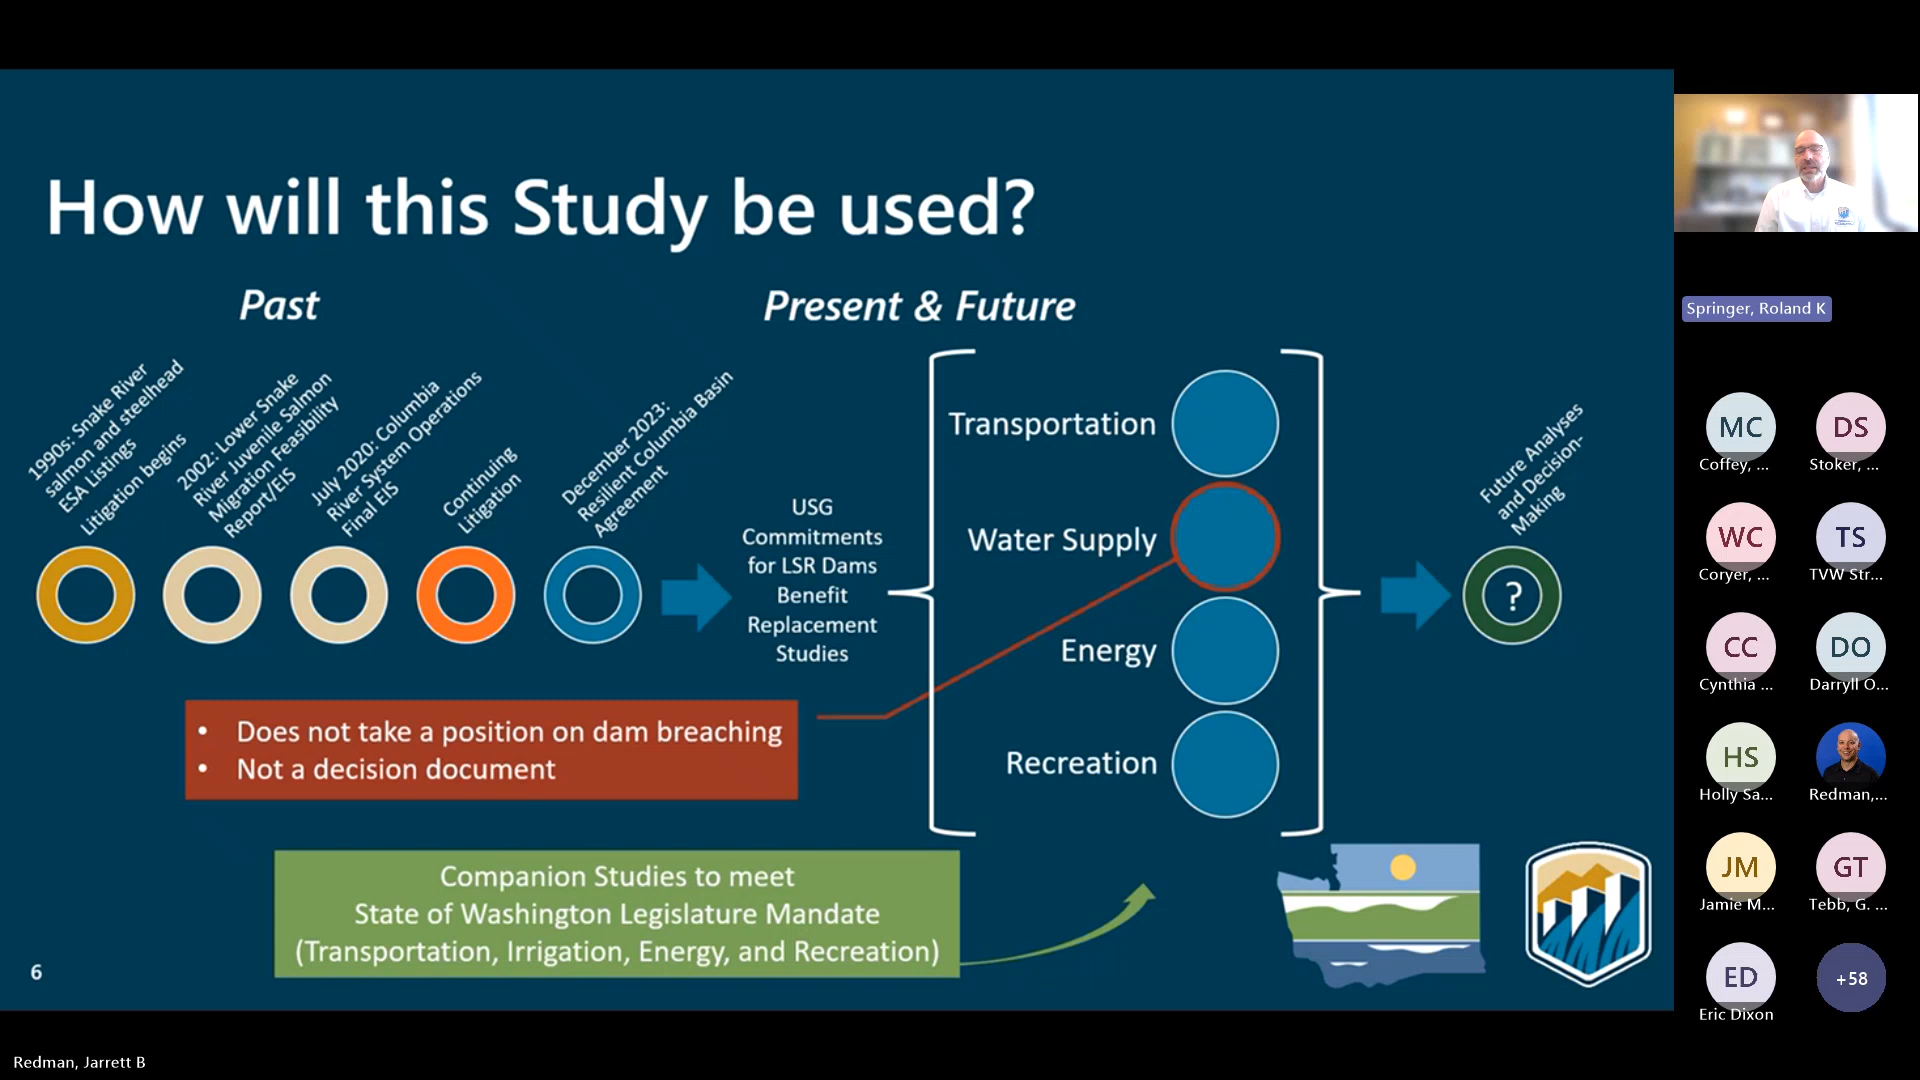 How will this Study be used?
Past
Present & Future
1990s: Snake River
salmon and steelhead
ESA Listings
Litigation begins
2002: Lower Snake
River Juvenile Salmon
Migration Feasibility
Report/EIS
July 2020: Columbia
River System Operations
Final EIS
Continuing
Litigation
December 2023:
Resilient Columbia Basin
Agreement
USG
Commitments
for LSR Dams
Benefit
Replacement
Studies
Transportation
Water Supply
Energy
Recreation
Future Analyses
and Decision-
Making
?
• Does not take a position on dam breaching
• Not a decision document
Companion Studies to meet
State of Washington Legislature Mandate
(Transportation, Irrigation, Energy, and Recreation)
6
Springer, Roland K
MC
Coffey, ...
DS
Stoker, ...
WC
Coryer, ...
TS
TVW Str...
CC
Cynthia ...
DO
Darryll O...
HS
Holly Sa...
Redman,...
JM
Jamie M...
GT
Tebb, G. ...
ED
Eric Dixon
+58
Redman, Jarrett B